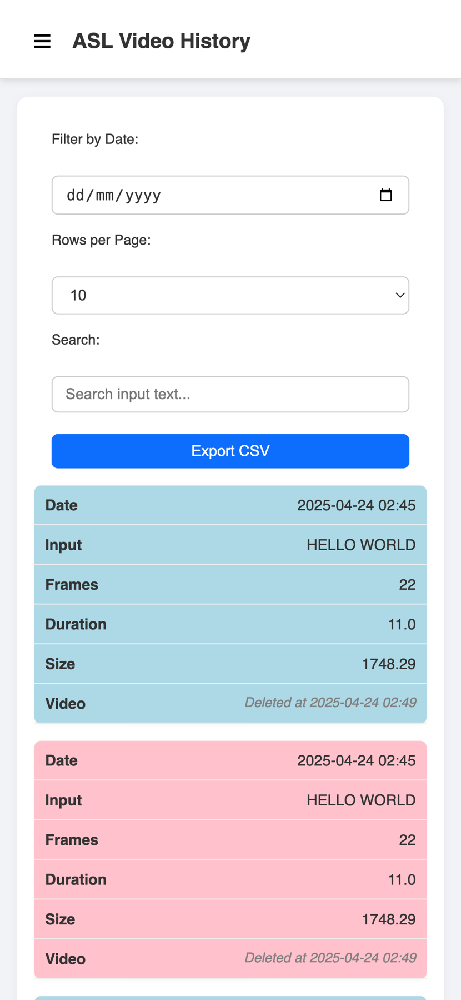 ASL Video History
Filter by Date:
dd/mm/yyyy
Rows per Page:
10
Search:
Search input text...
Export CSV
Date 2025-04-24 02:45
Input HELLO WORLD
Frames 22
Duration 11.0
Size 1748.29
Video Deleted at 2025-04-24 02:49
Date 2025-04-24 02:45
Input HELLO WORLD
Frames 22
Duration 11.0
Size 1748.29
Video Deleted at 2025-04-24 02:49